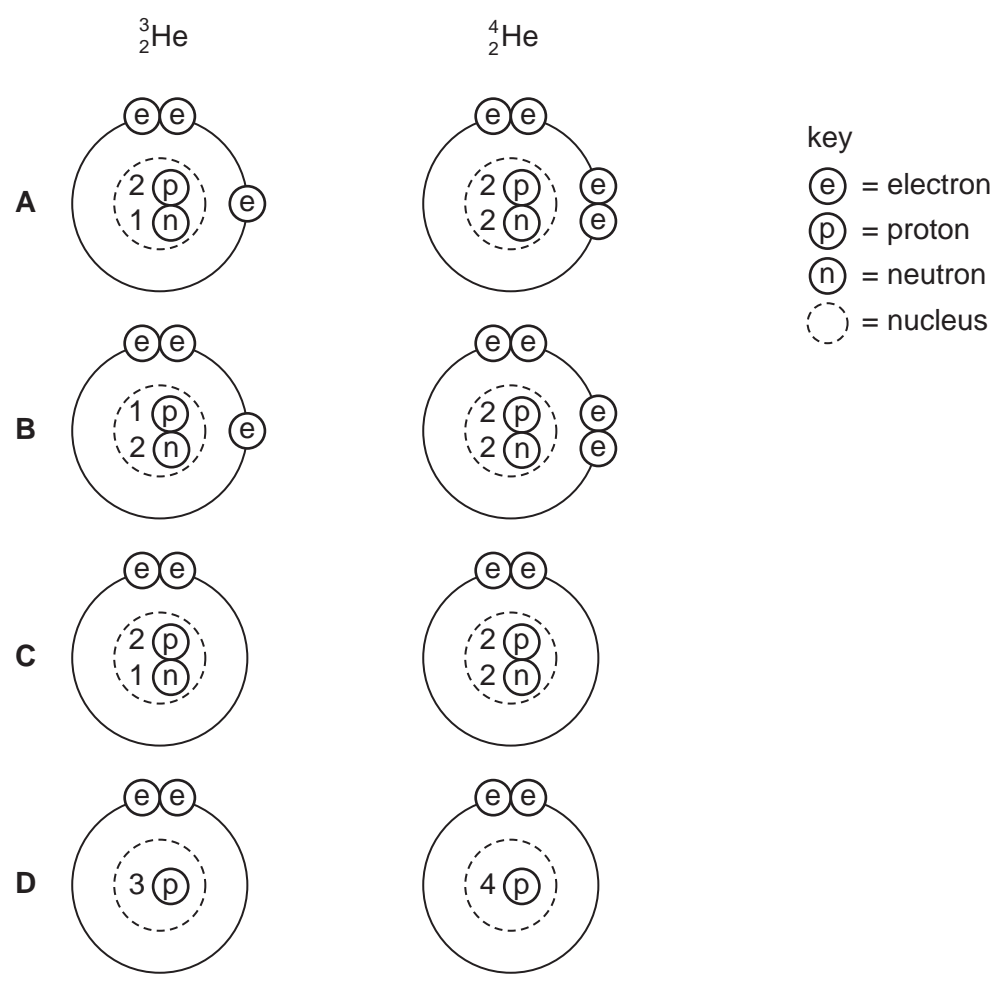 ³₂He ⁴₂He
key
e = electron
p = proton
n = neutron
= nucleus
A
e e
2 p
1 n
e
e e
2 p
2 n
e
e
B
e e
1 p
2 n
e
e e
2 p
2 n
e
e
C
e e
2 p
1 n
e e
2 p
2 n
D
e e
3 p
e e
4 p